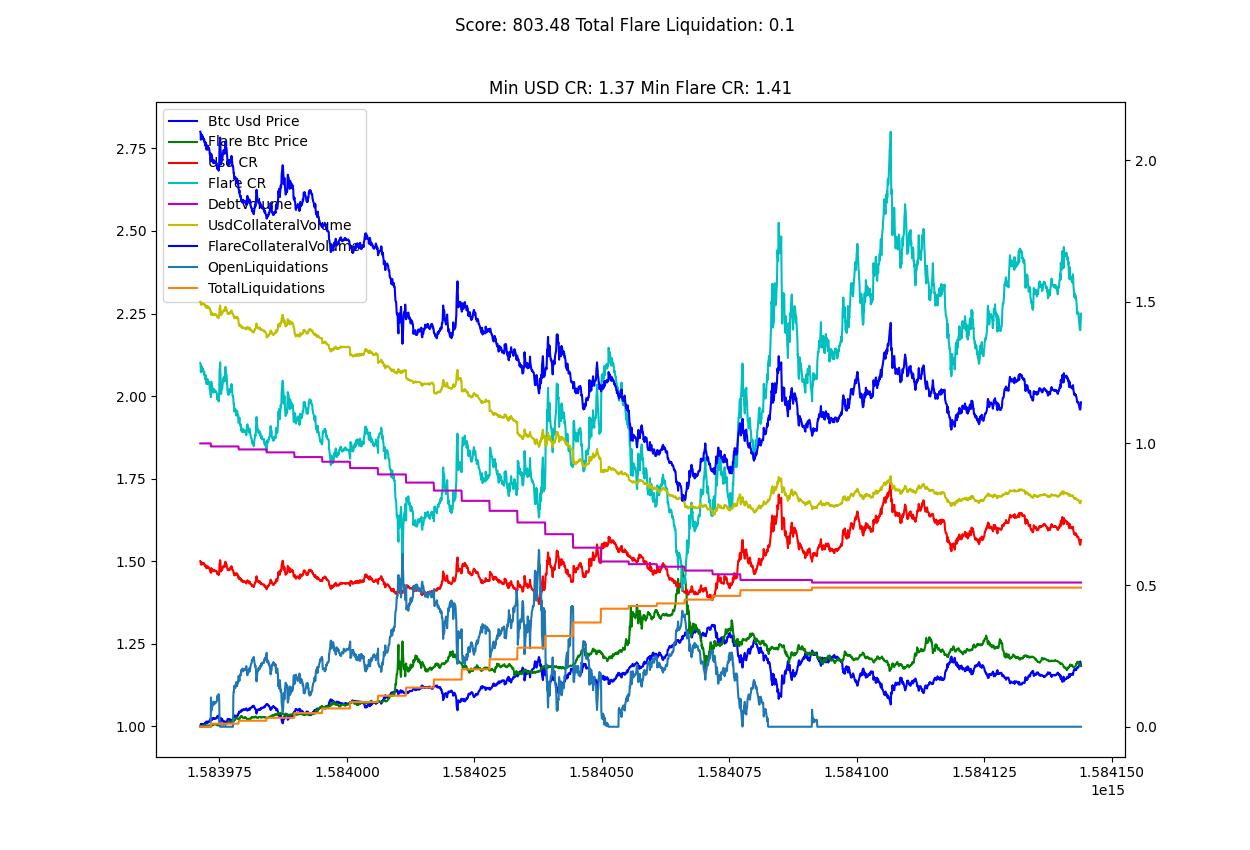 Score: 803.48 Total Flare Liquidation: 0.1
Min USD CR: 1.37 Min Flare CR: 1.41
Btc Usd Price
Flare Btc Price
Usd CR
Flare CR
DebtVolume
UsdCollateralVolume
FlareCollateralVolume
OpenLiquidations
TotalLiquidations
2.75
2.50
2.25
2.00
1.75
1.50
1.25
1.00
2.0
1.5
1.0
0.5
0.0
1.583975 1.584000 1.584025 1.584050 1.584075 1.584100 1.584125 1.584150
1e15